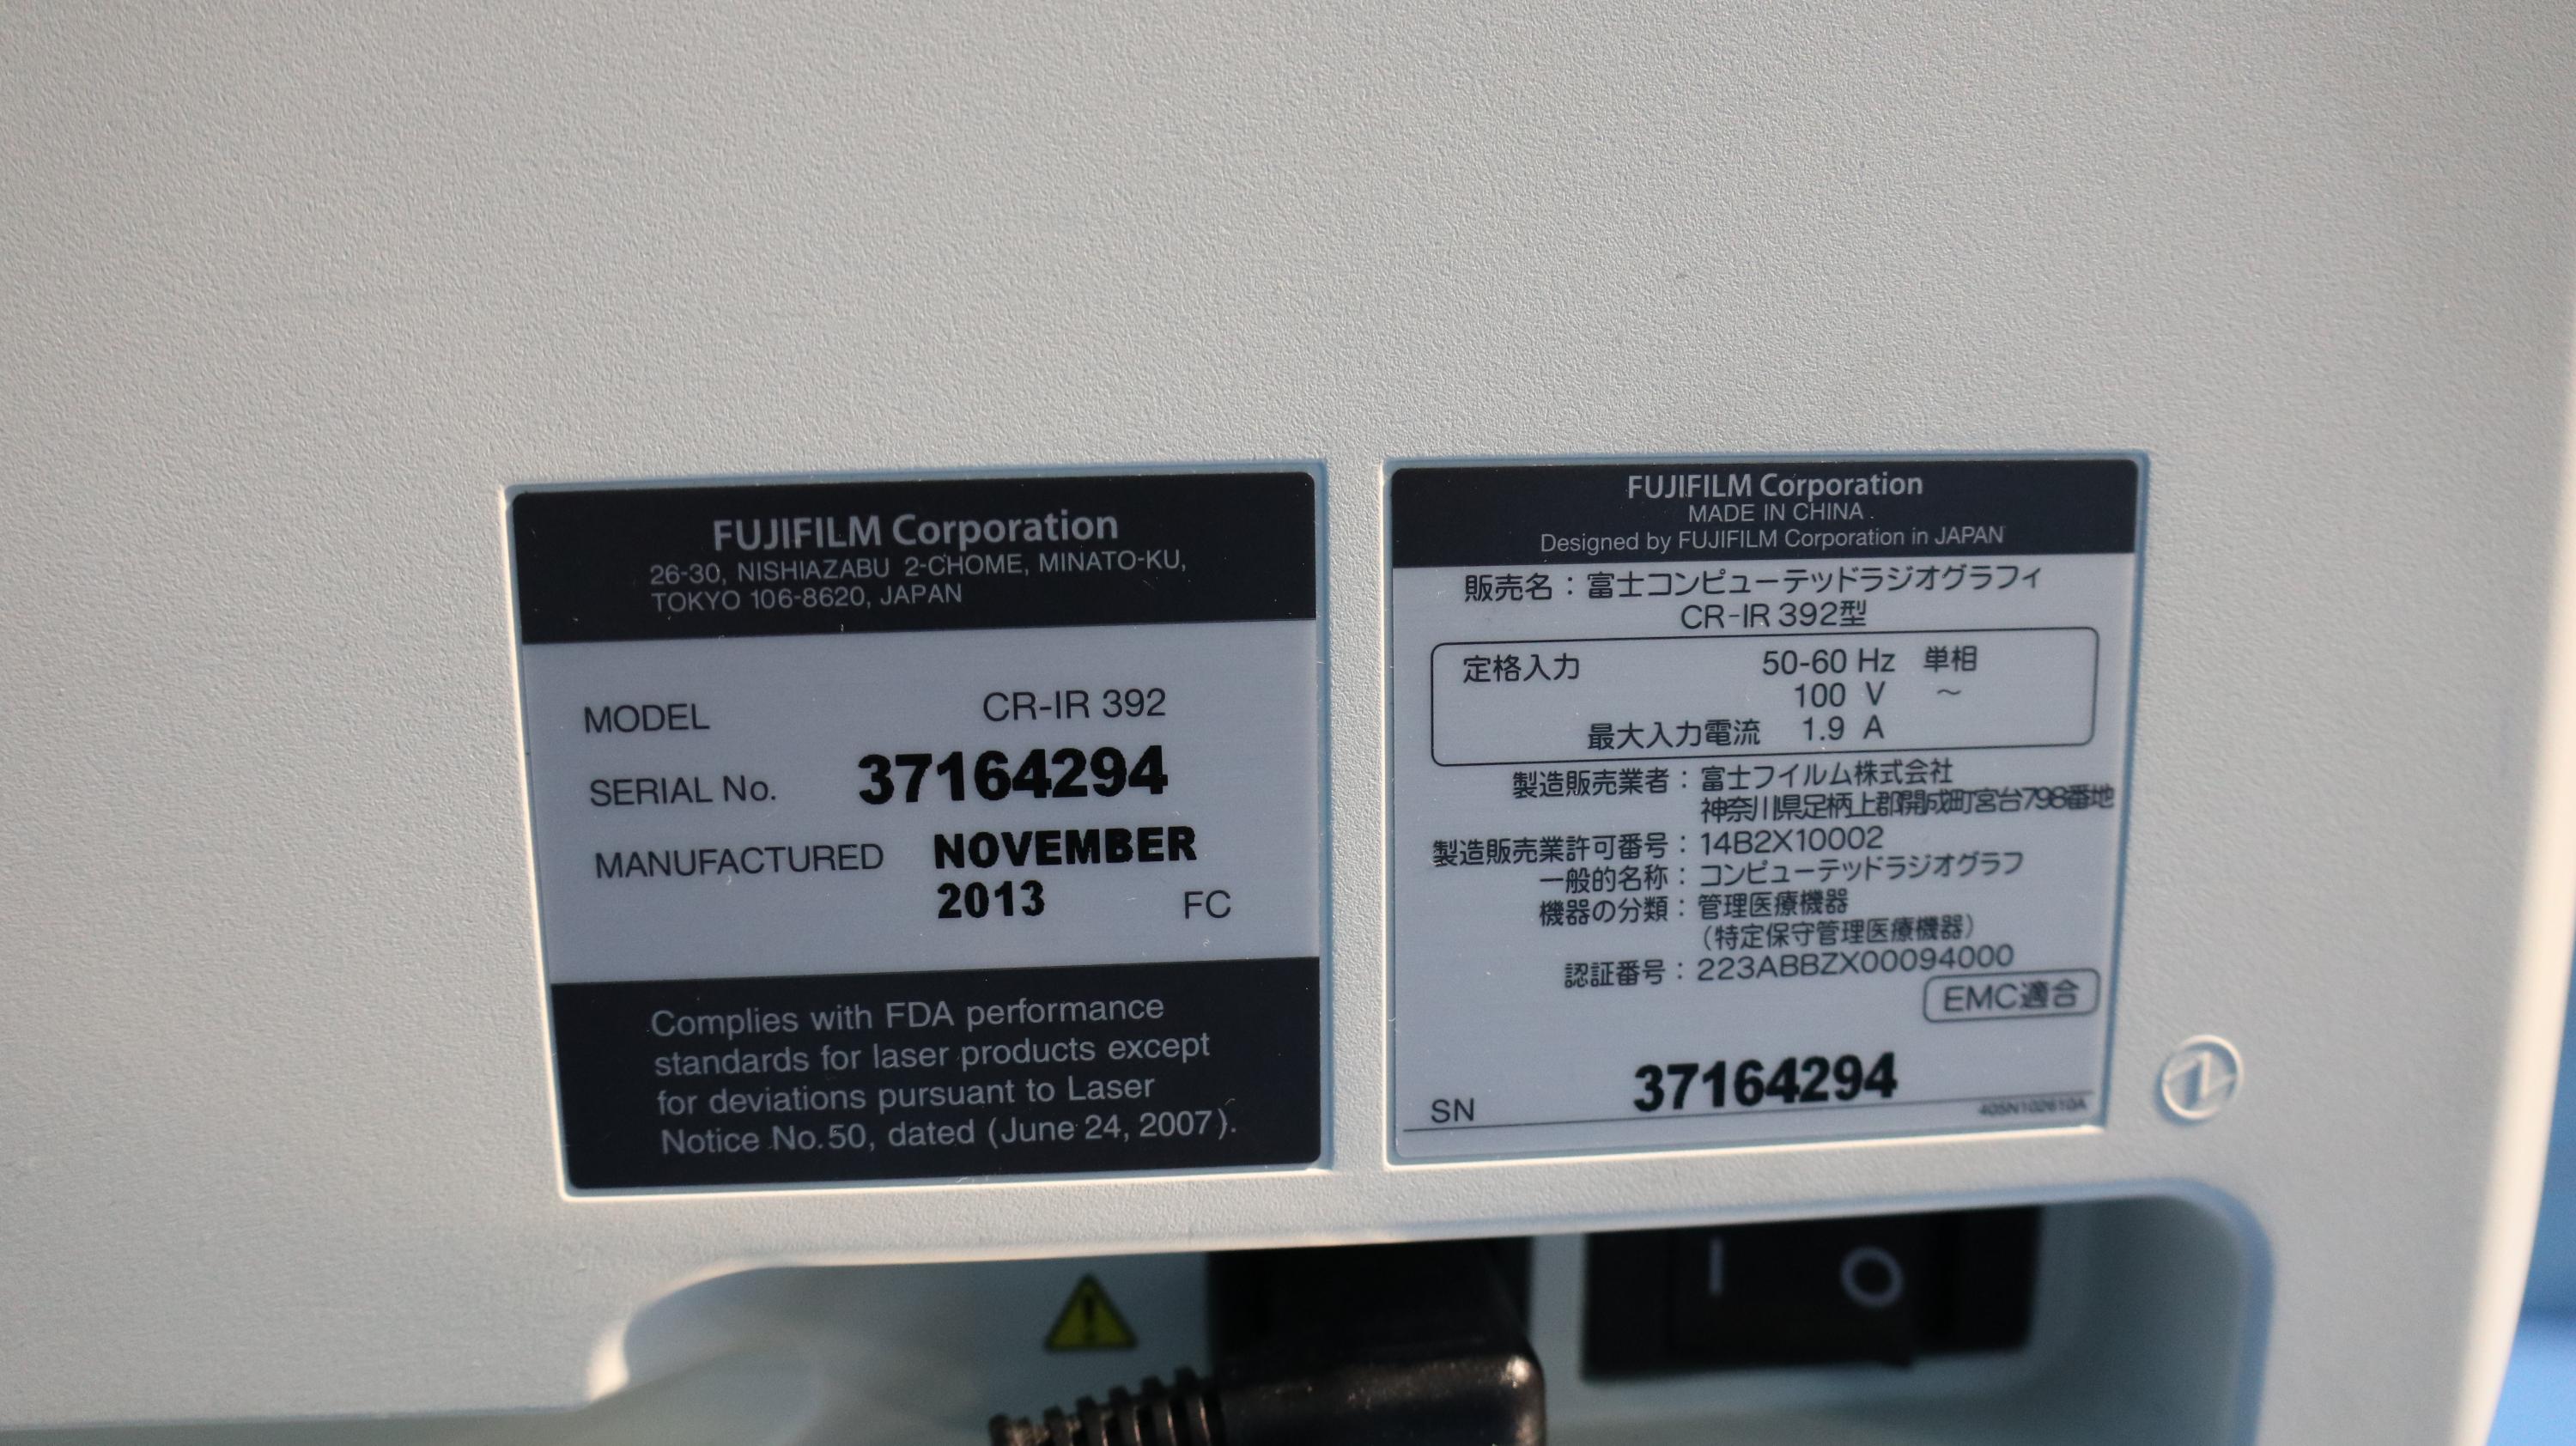 FUJIFILM Corporation
26-30, NISHIAZABU 2-CHOME, MINATO-KU,
TOKYO 106-8620, JAPAN
MODEL CR-IR 392
SERIAL No. 37164294
MANUFACTURED NOVEMBER
2013 FC
Complies with FDA performance
standards for laser products except
for deviations pursuant to Laser
Notice No.50, dated (June 24, 2007).
FUJIFILM Corporation
MADE IN CHINA
Designed by FUJIFILM Corporation in JAPAN
販売名：富士コンピューテッドラジオグラフィ
CR-IR 392型
定格入力 50-60 Hz 単相
100 V ～
最大入力電流 1.9 A
製造販売業者：富士フイルム株式会社
神奈川県足柄上郡開成町宮台798番地
製造販売業許可番号：14B2X10002
一般的名称：コンピューテッドラジオグラフ
機器の分類：管理医療機器
（特定保守管理医療機器）
認証番号：223ABBZX00094000
EMC適合
SN 37164294
405N102610A
I O